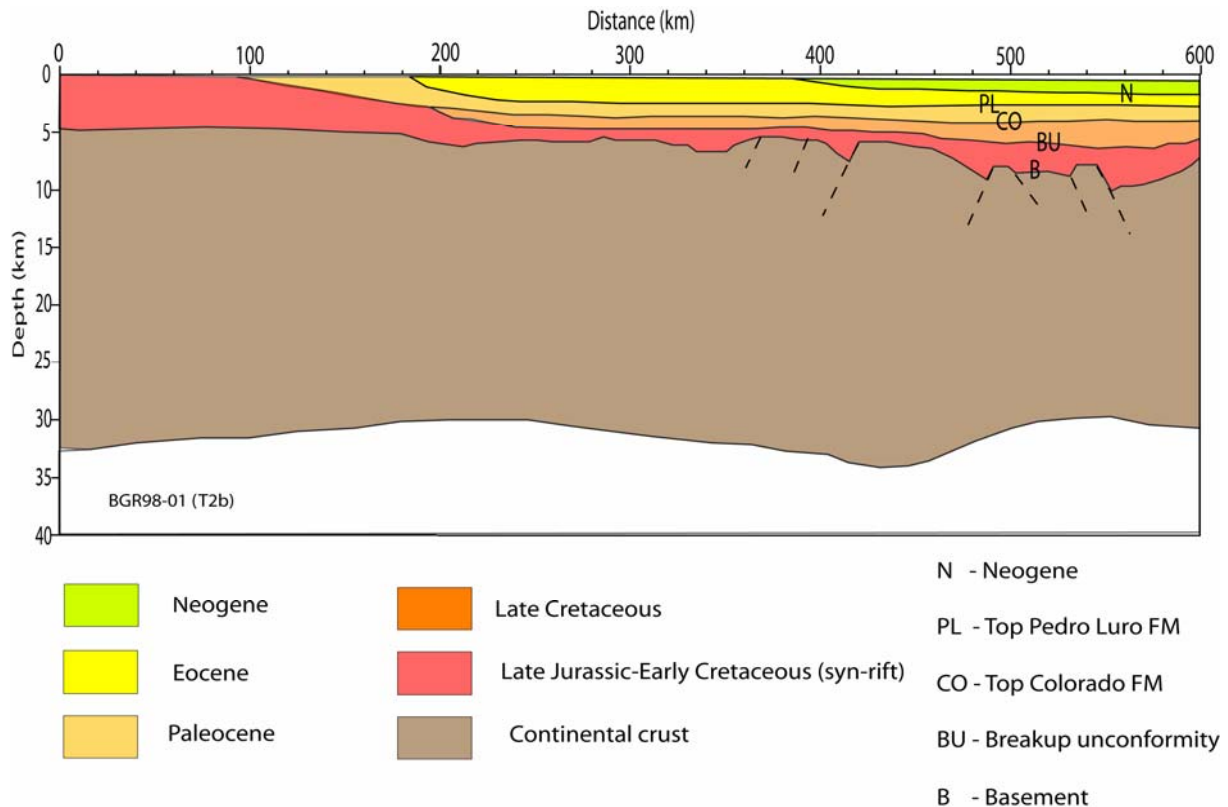 Distance (km)
0 100 200 300 400 500 600
Depth (km)
0
5
10
15
20
25
30
35
40
N
PL
CO
BU
B
BGR98-01 (T2b)
Neogene
Eocene
Paleocene
Late Cretaceous
Late Jurassic-Early Cretaceous (syn-rift)
Continental crust
N - Neogene
PL - Top Pedro Luro FM
CO - Top Colorado FM
BU - Breakup unconformity
B - Basement